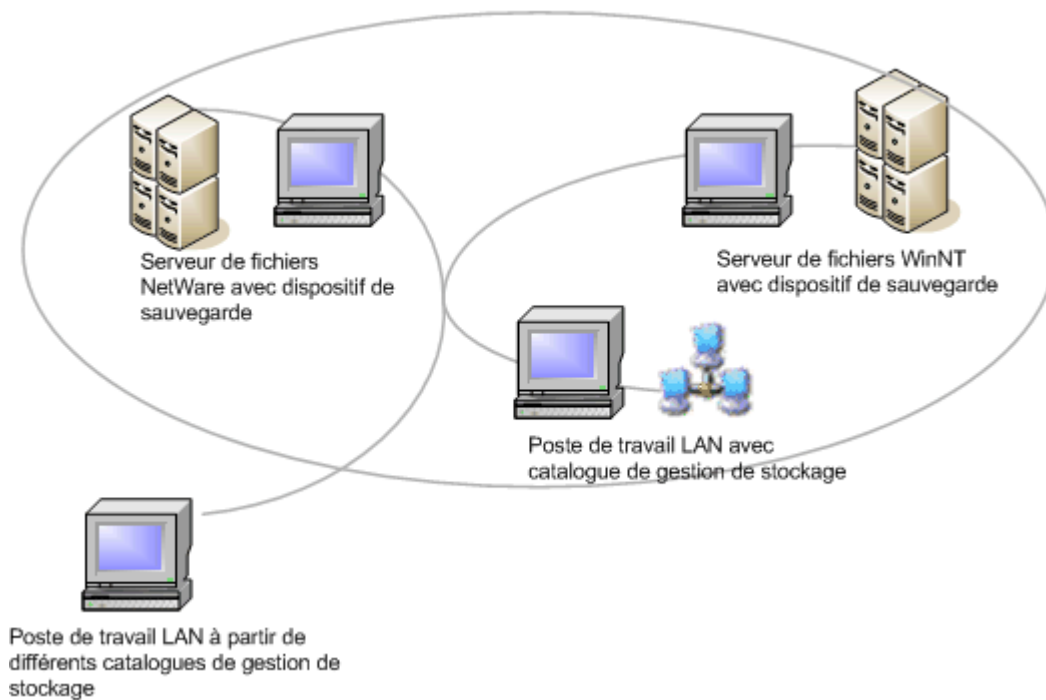 Serveur de fichiers
NetWare avec dispositif de
sauvegarde
Serveur de fichiers WinNT
avec dispositif de sauvegarde
Poste de travail LAN avec
catalogue de gestion de stockage
Poste de travail LAN à partir de
différents catalogues de gestion de
stockage